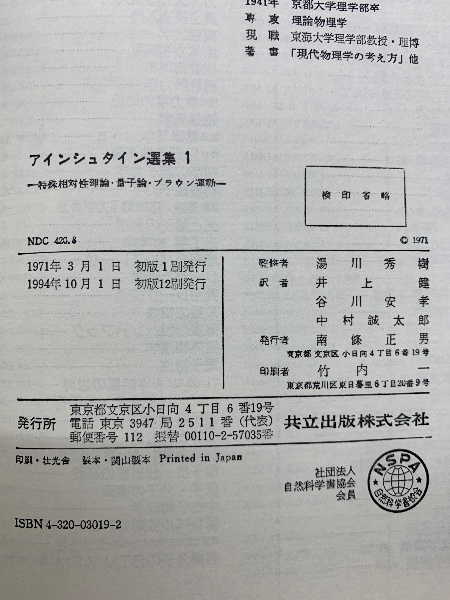 1941年 京都大学理学部卒
専攻 理論物理学
現職 東海大学理学部教授・理博
著書 「現代物理学の考え方」他
アインシュタイン選集 1
―特殊相対性理論・量子論・ブラウン運動―
検印省略
NDC 420.8
© 1971
1971年 3月 1日 初版 1刷発行
1994年 10月 1日 初版12刷発行
監修者 湯川秀樹
訳者 井上健
谷川安孝
中村誠太郎
発行者 南條正男
東京都文京区小日向4丁目6番19号
印刷者 竹内一
東京都荒川区東日暮里6丁目20番9号
発行所
東京都文京区小日向 4 丁目 6 番19号
電話 東京 3947 局 2511 番 (代表)
郵便番号 112 振替 00110-2-57035番
共立出版株式会社
印刷・壮光舎 製本・関山製本 Printed in Japan
社団法人
自然科学書協会
会員
NSPA
自然科学書協会
ISBN 4-320-03019-2